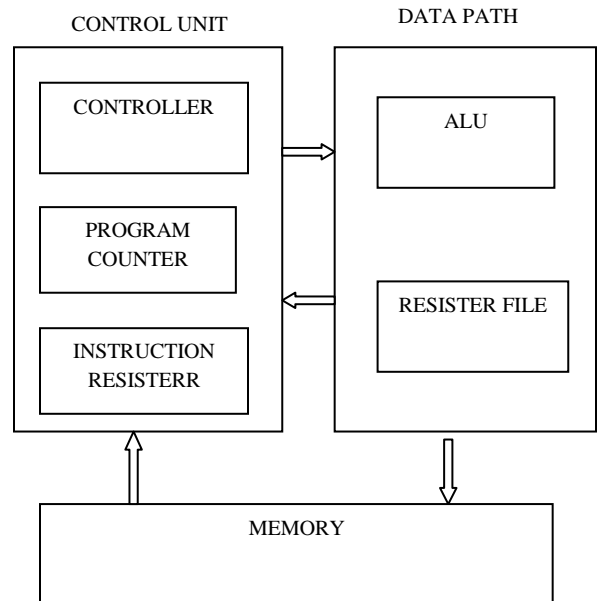 CONTROL UNIT
CONTROLLER
PROGRAM
COUNTER
INSTRUCTION
RESISTERR
DATA PATH
ALU
RESISTER FILE
MEMORY